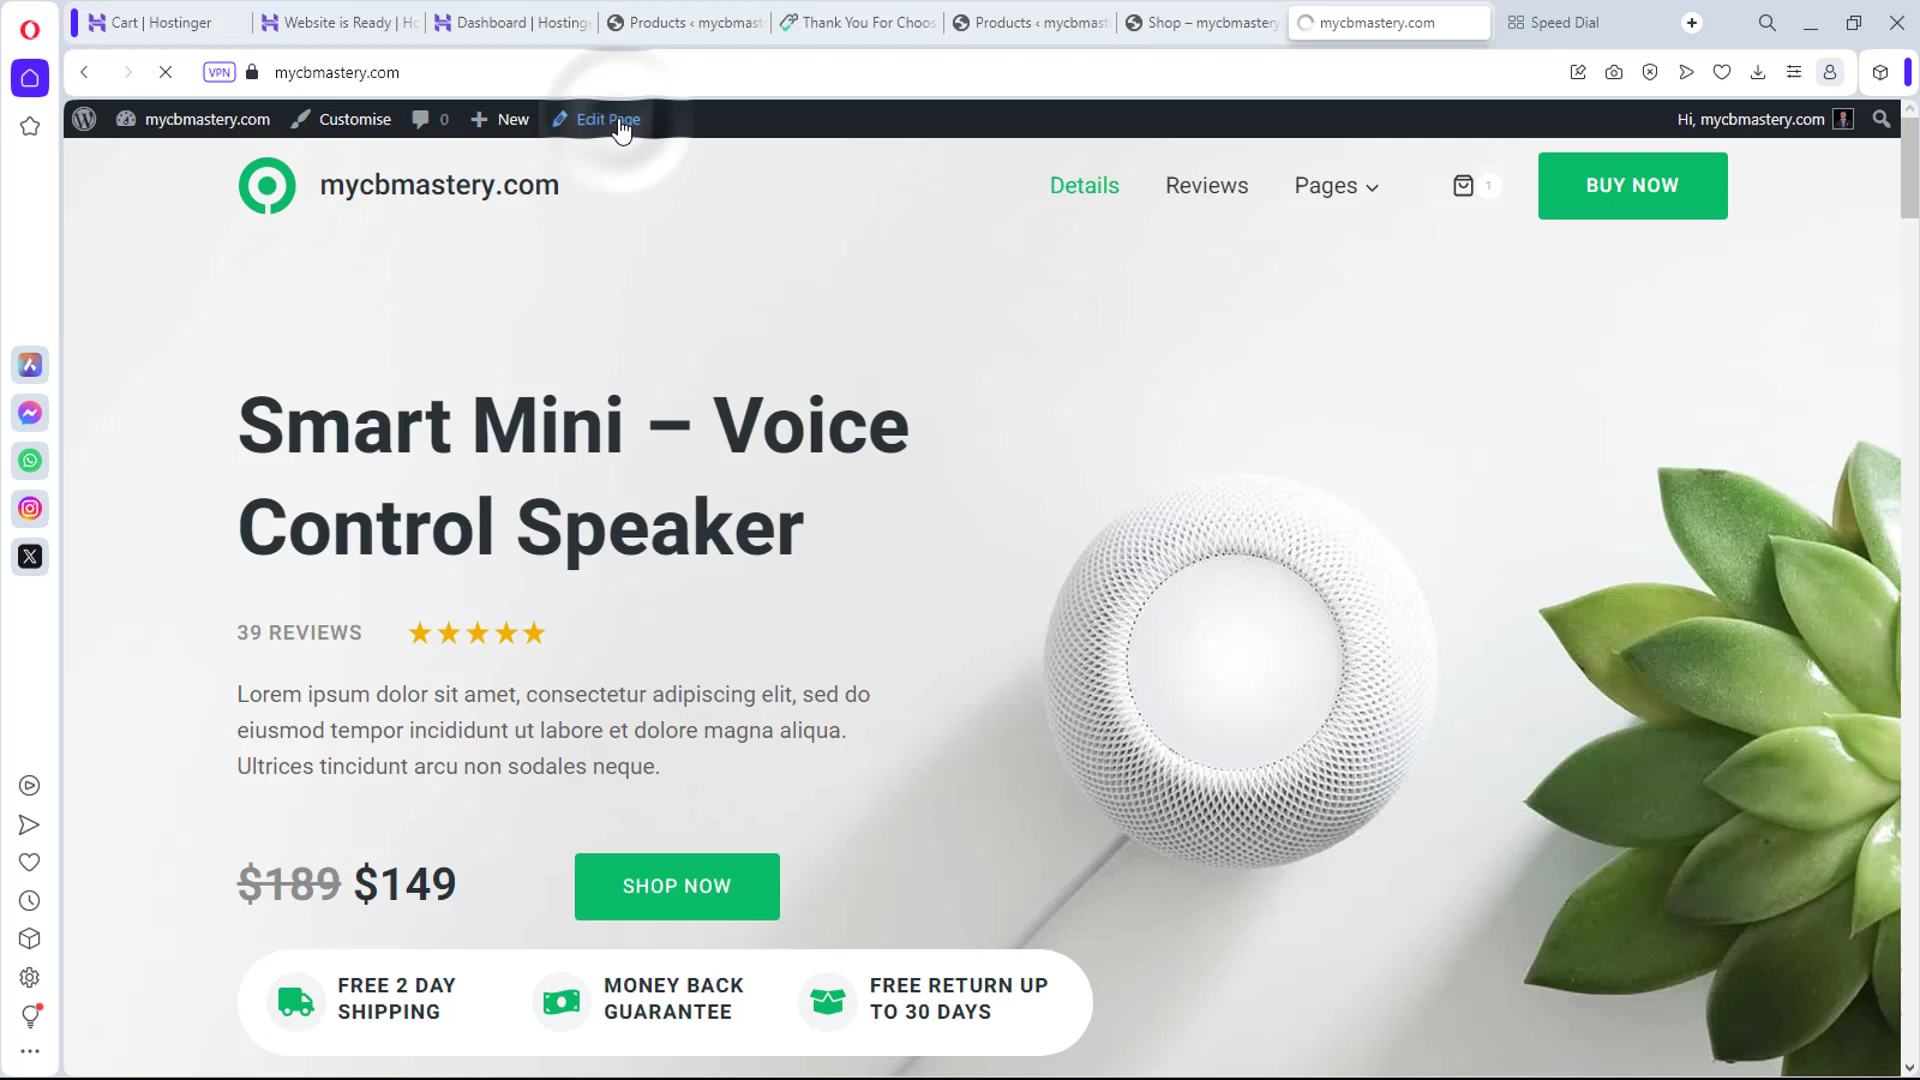 Cart | Hostinger
Website is Ready | Ho
Dashboard | Hostinge
Products ‹ mycbmast
Thank You For Choos
Products ‹ mycbmast
Shop – mycbmastery
mycbmastery.com
Speed Dial
VPN
mycbmastery.com
mycbmastery.com
Customise
0
New
Edit Page
Hi, mycbmastery.com
mycbmastery.com
Details
Reviews
Pages
1
BUY NOW
Smart Mini – Voice
Control Speaker
39 REVIEWS
Lorem ipsum dolor sit amet, consectetur adipiscing elit, sed do
eiusmod tempor incididunt ut labore et dolore magna aliqua.
Ultrices tincidunt arcu non sodales neque.
$189 $149
SHOP NOW
FREE 2 DAY
SHIPPING
MONEY BACK
GUARANTEE
FREE RETURN UP
TO 30 DAYS